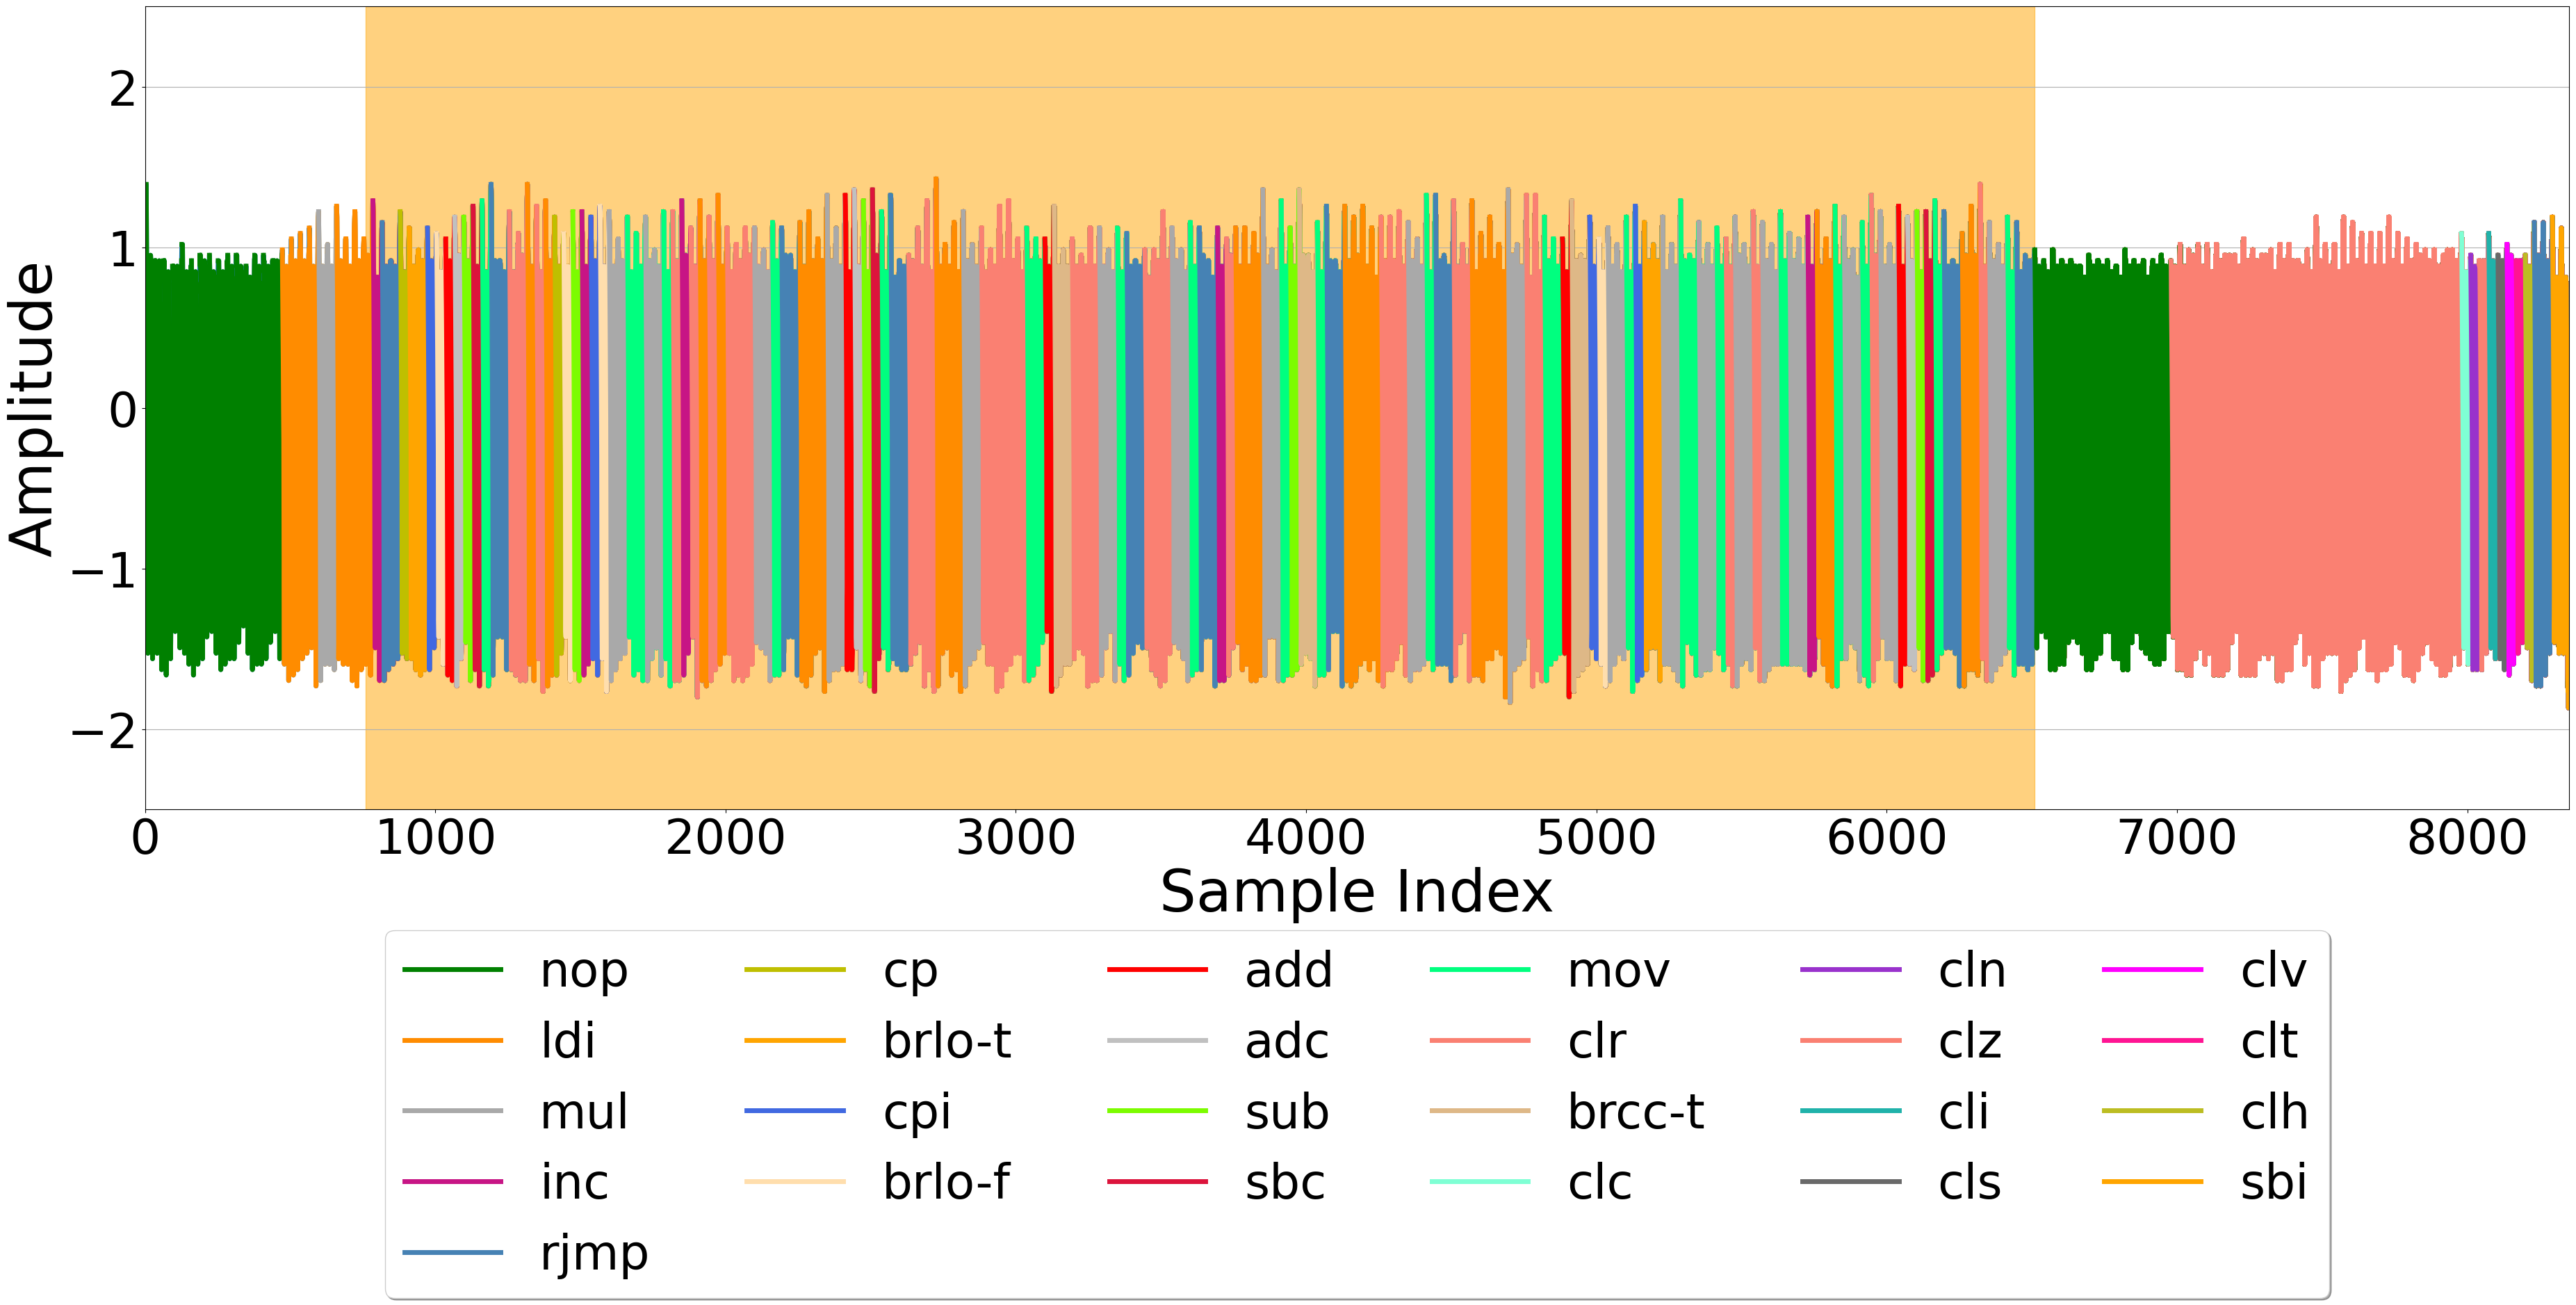 2
1
0
−1
−2
Amplitude
0 1000 2000 3000 4000 5000 6000 7000 8000
Sample Index
nop cp add mov cln clv
ldi brlo-t adc clr clz clt
mul cpi sub brcc-t cli clh
inc brlo-f sbc clc cls sbi
rjmp